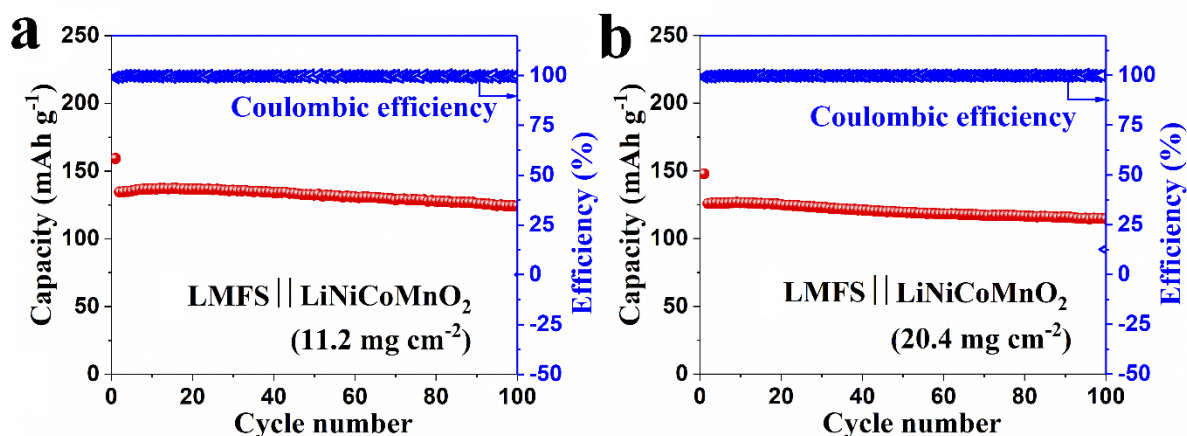 a
250
200
150
100
50
0
Capacity (mAh g⁻¹)
0 20 40 60 80 100
Cycle number
100
75
50
25
0
-25
-50
Efficiency (%)
Coulombic efficiency
LMFS || LiNiCoMnO₂
(11.2 mg cm⁻²)
b
250
200
150
100
50
0
Capacity (mAh g⁻¹)
0 20 40 60 80 100
Cycle number
100
75
50
25
0
-25
-50
Efficiency (%)
Coulombic efficiency
LMFS || LiNiCoMnO₂
(20.4 mg cm⁻²)